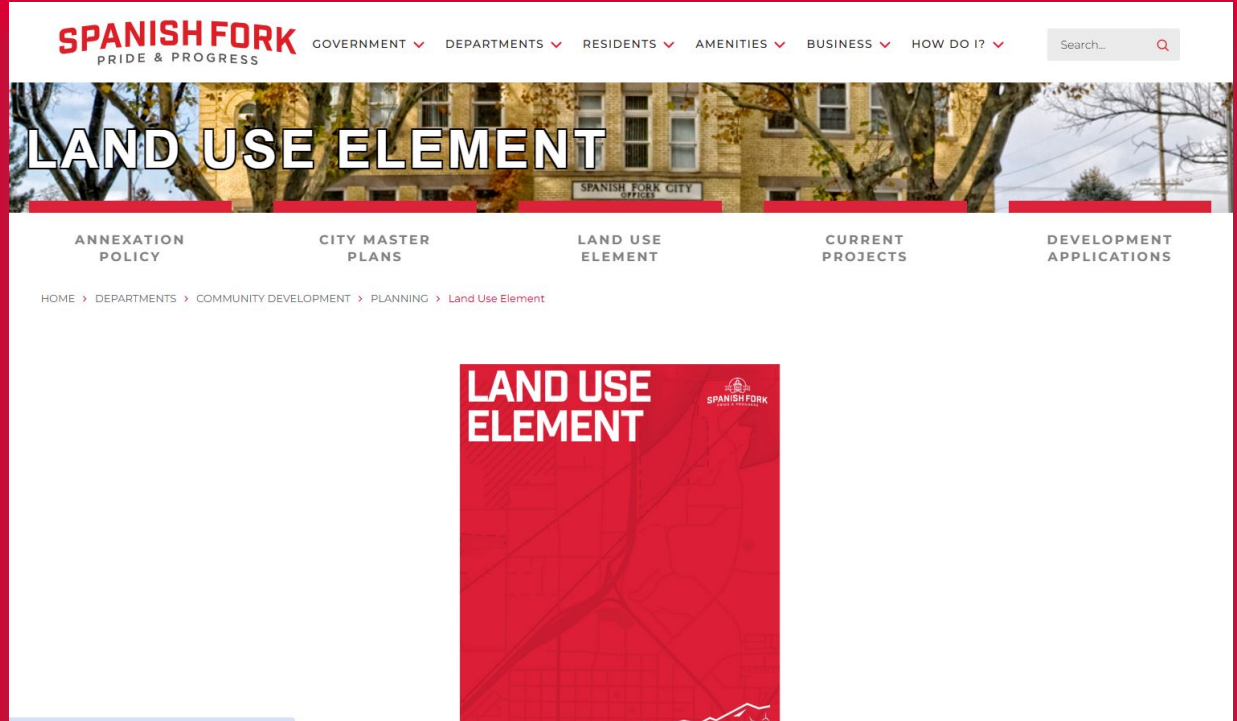 SPANISH FORK
PRIDE & PROGRESS
GOVERNMENT DEPARTMENTS RESIDENTS AMENITIES BUSINESS HOW DO I?
Search...
LAND USE ELEMENT
SPANISH FORK CITY
OFFICES
ANNEXATION
POLICY
CITY MASTER
PLANS
LAND USE
ELEMENT
CURRENT
PROJECTS
DEVELOPMENT
APPLICATIONS
HOME > DEPARTMENTS > COMMUNITY DEVELOPMENT > PLANNING > Land Use Element
LAND USE
ELEMENT
SPANISH FORK
PRIDE & PROGRESS